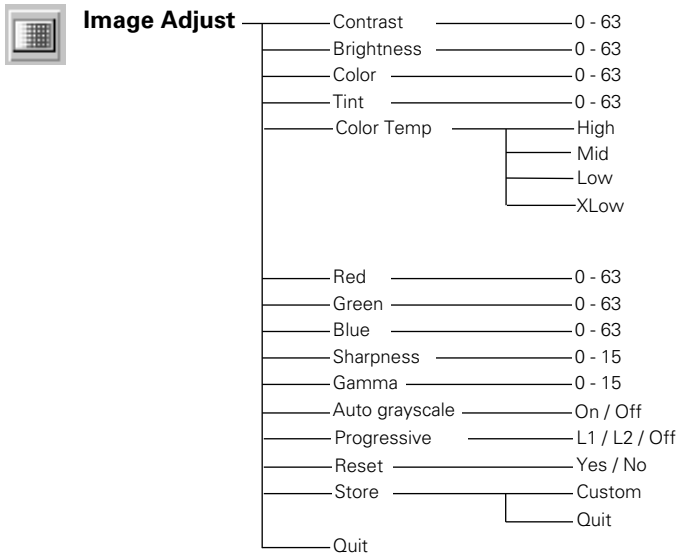 Image Adjust
Contrast 0 - 63
Brightness 0 - 63
Color 0 - 63
Tint 0 - 63
Color Temp High
Mid
Low
XLow
Red 0 - 63
Green 0 - 63
Blue 0 - 63
Sharpness 0 - 15
Gamma 0 - 15
Auto grayscale On / Off
Progressive L1 / L2 / Off
Reset Yes / No
Store Custom
Quit
Quit